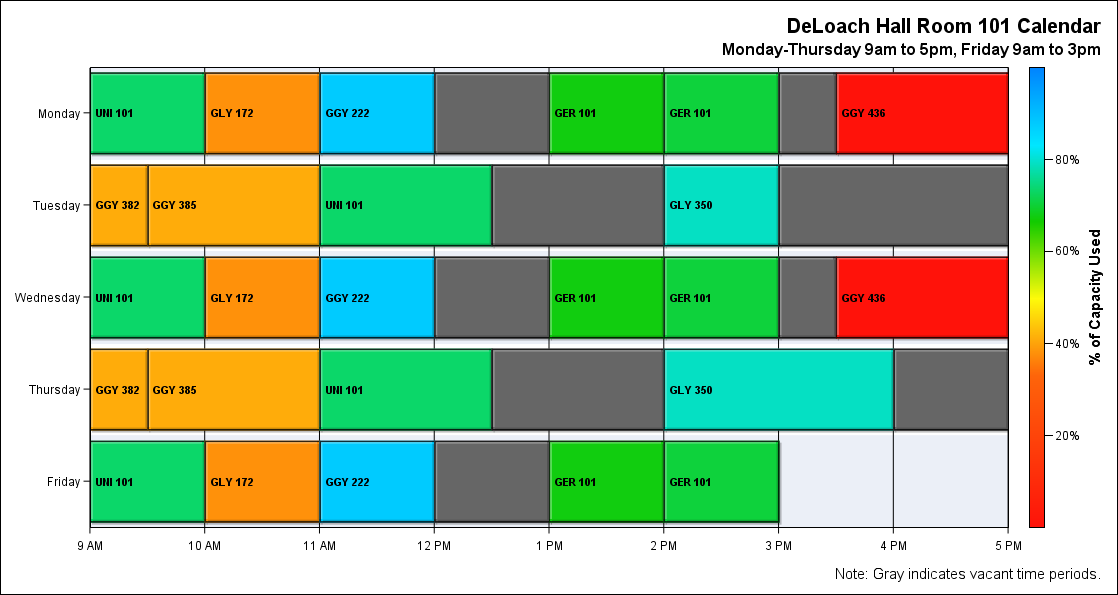 DeLoach Hall Room 101 Calendar
Monday-Thursday 9am to 5pm, Friday 9am to 3pm
Monday
UNI 101
GLY 172
GGY 222
GER 101
GER 101
GGY 436
Tuesday
GGY 382
GGY 385
UNI 101
GLY 350
Wednesday
UNI 101
GLY 172
GGY 222
GER 101
GER 101
GGY 436
Thursday
GGY 382
GGY 385
UNI 101
GLY 350
Friday
UNI 101
GLY 172
GGY 222
GER 101
GER 101
9 AM
10 AM
11 AM
12 PM
1 PM
2 PM
3 PM
4 PM
5 PM
80%
60%
40%
20%
% of Capacity Used
Note: Gray indicates vacant time periods.